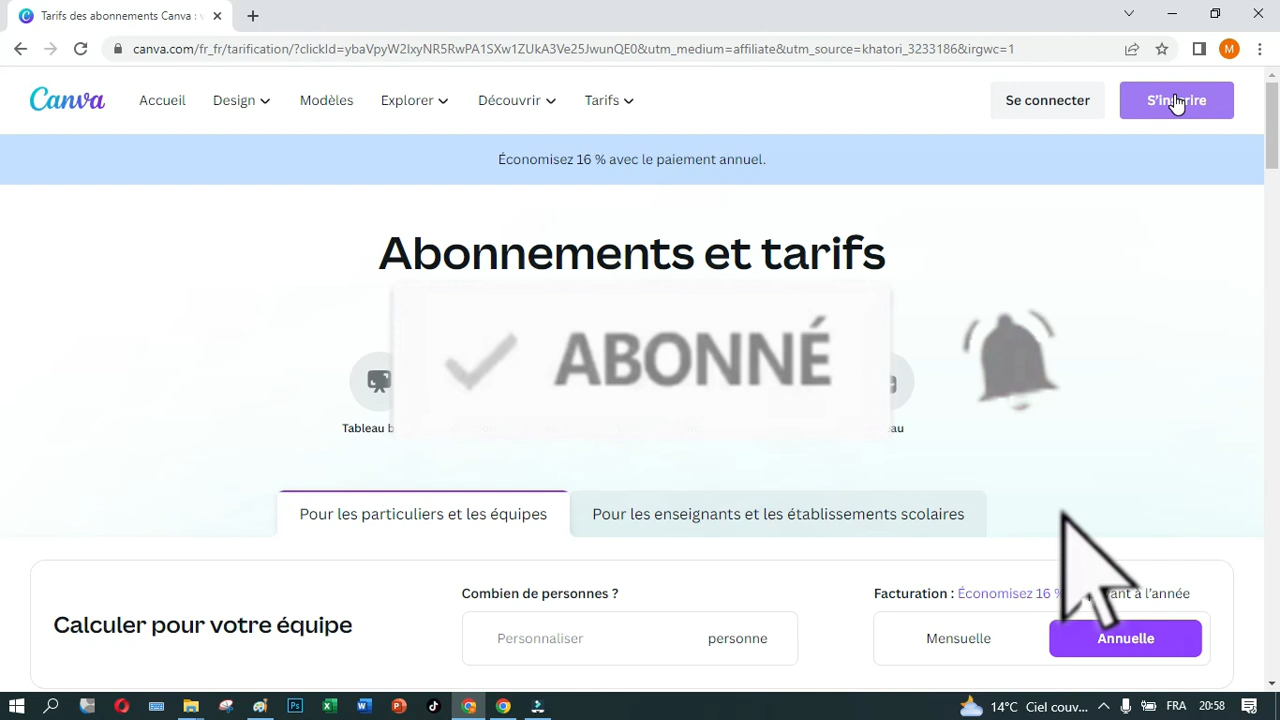 Tarifs des abonnements Canva : v
canva.com/fr_fr/tarification/?clickId=ybaVpyW2IxyNR5RwPA1SXw1ZUkA3Ve25JwunQE0&utm_medium=affiliate&utm_source=khatori_3233186&irgwc=1
M
Canva Accueil Design Modèles Explorer Découvrir Tarifs Se connecter S'inscrire
Économisez 16 % avec le paiement annuel.
Abonnements et tarifs
ABONNÉ
Tableau b
au
Pour les particuliers et les équipes Pour les enseignants et les établissements scolaires
Combien de personnes ? Facturation : Économisez 16 % à l'année
Calculer pour votre équipe
Personnaliser personne Mensuelle Annuelle
14°C Ciel couv... FRA 20:58